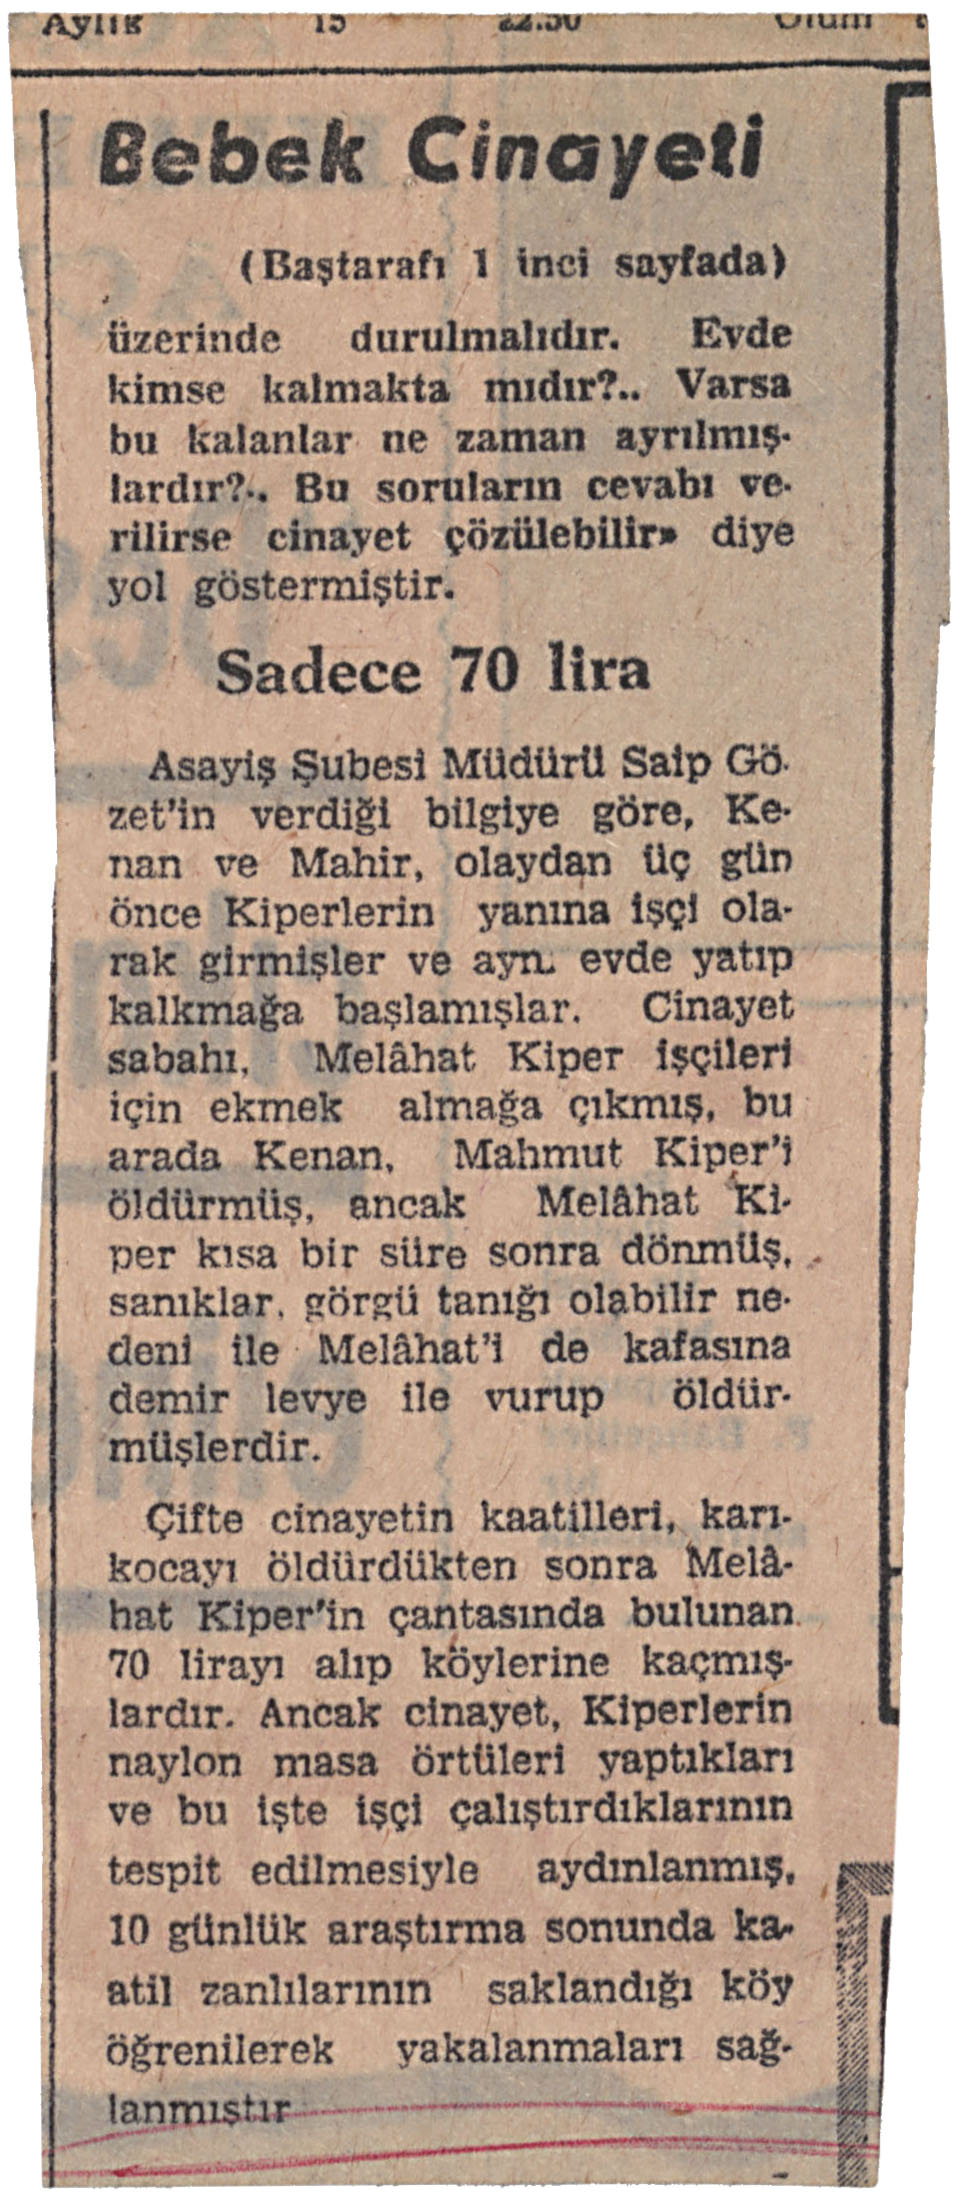 Aylık 15 22.50 Ölüm
Bebek Cinayeti
(Baştarafı 1 inci sayfada)
üzerinde durulmalıdır. Evde
kimse kalmakta mıdır?.. Varsa
bu kalanlar ne zaman ayrılmış-
lardır?.. Bu soruların cevabı ve-
rilirse cinayet çözülebilir» diye
yol göstermiştir.
Sadece 70 lira
Asayiş Şubesi Müdürü Saip Gö-
zet'in verdiği bilgiye göre, Ke-
nan ve Mahir, olaydan üç gün
önce Kiperlerin yanına işçi ola-
rak girmişler ve aynı evde yatıp
kalkmağa başlamışlar. Cinayet
sabahı, Melâhat Kiper işçileri
için ekmek almağa çıkmış, bu
arada Kenan, Mahmut Kiper'i
öldürmüş, ancak Melâhat Ki-
per kısa bir süre sonra dönmüş,
sanıklar, görgü tanığı olabilir ne-
deni ile Melâhat'i de kafasına
demir levye ile vurup öldür-
müşlerdir.
Çifte cinayetin kaatilleri, karı-
kocayı öldürdükten sonra Melâ-
hat Kiper'in çantasında bulunan
70 lirayı alıp köylerine kaçmış-
lardır. Ancak cinayet, Kiperlerin
naylon masa örtüleri yaptıkları
ve bu işte işçi çalıştırdıklarının
tespit edilmesiyle aydınlanmış,
10 günlük araştırma sonunda ka-
atil zanlılarının saklandığı köy
öğrenilerek yakalanmaları sağ-
lanmıştır